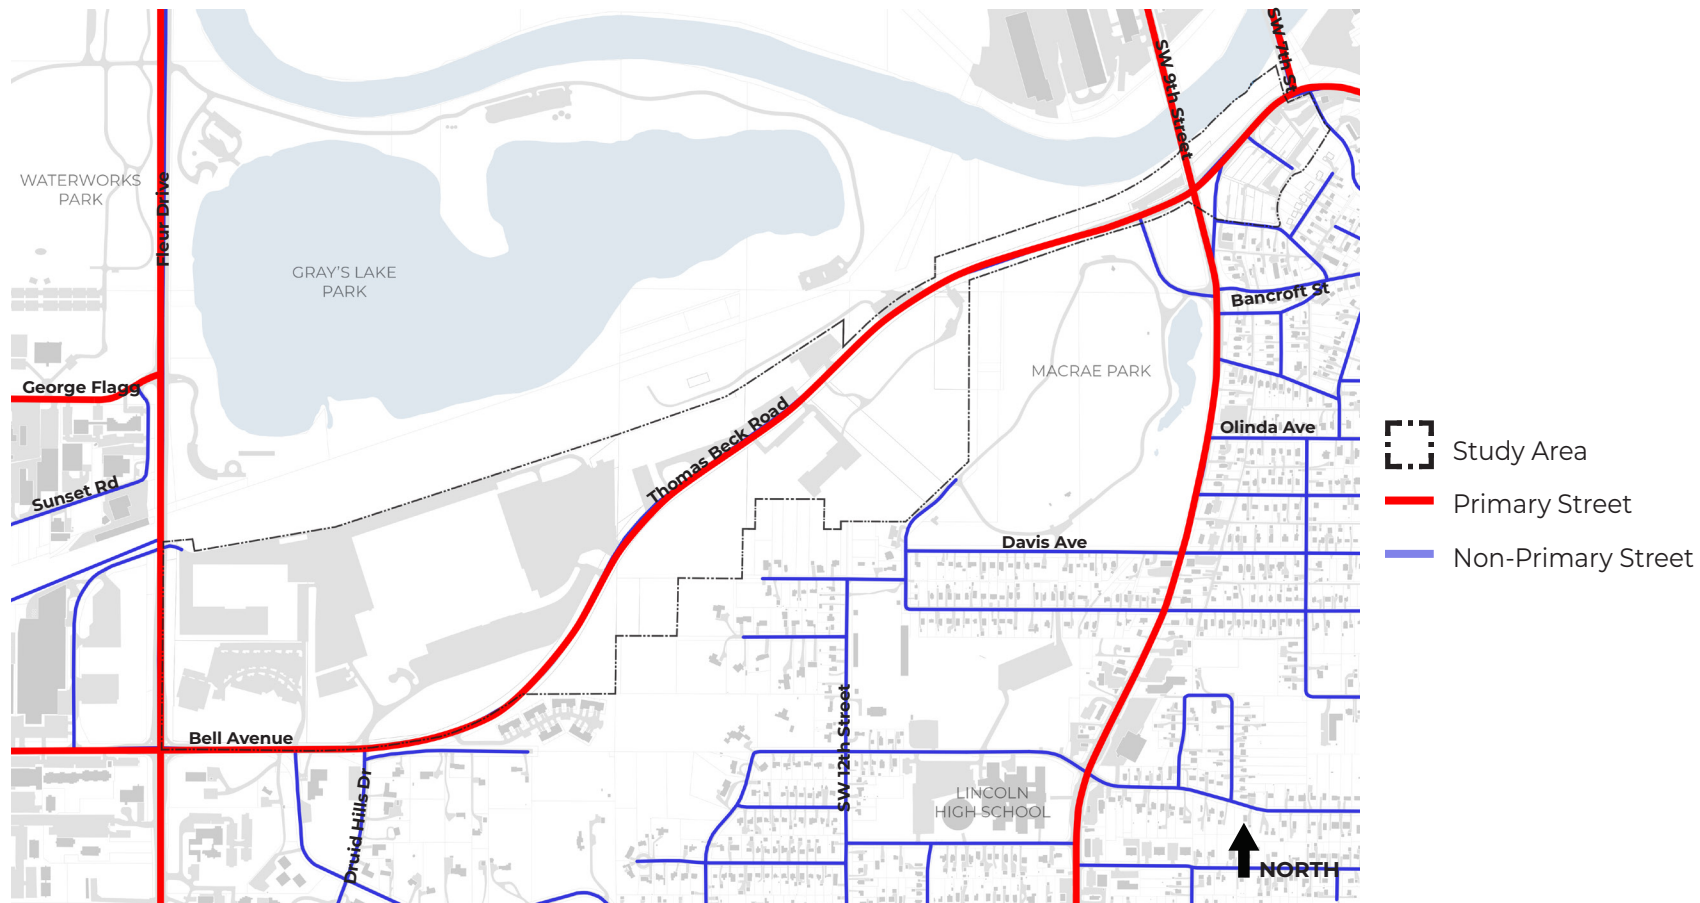 SW 7th St
SW 9th Street
WATERWORKS
PARK
Fleur Drive
GRAY'S LAKE
PARK
Bancroft St
MACRAE PARK
George Flagg
Thomas Beck Road
Olinda Ave
Sunset Rd
Study Area
Primary Street
Non-Primary Street
Davis Ave
Bell Avenue
SW 12th Street
Druid Hills Dr
LINCOLN
HIGH SCHOOL
NORTH